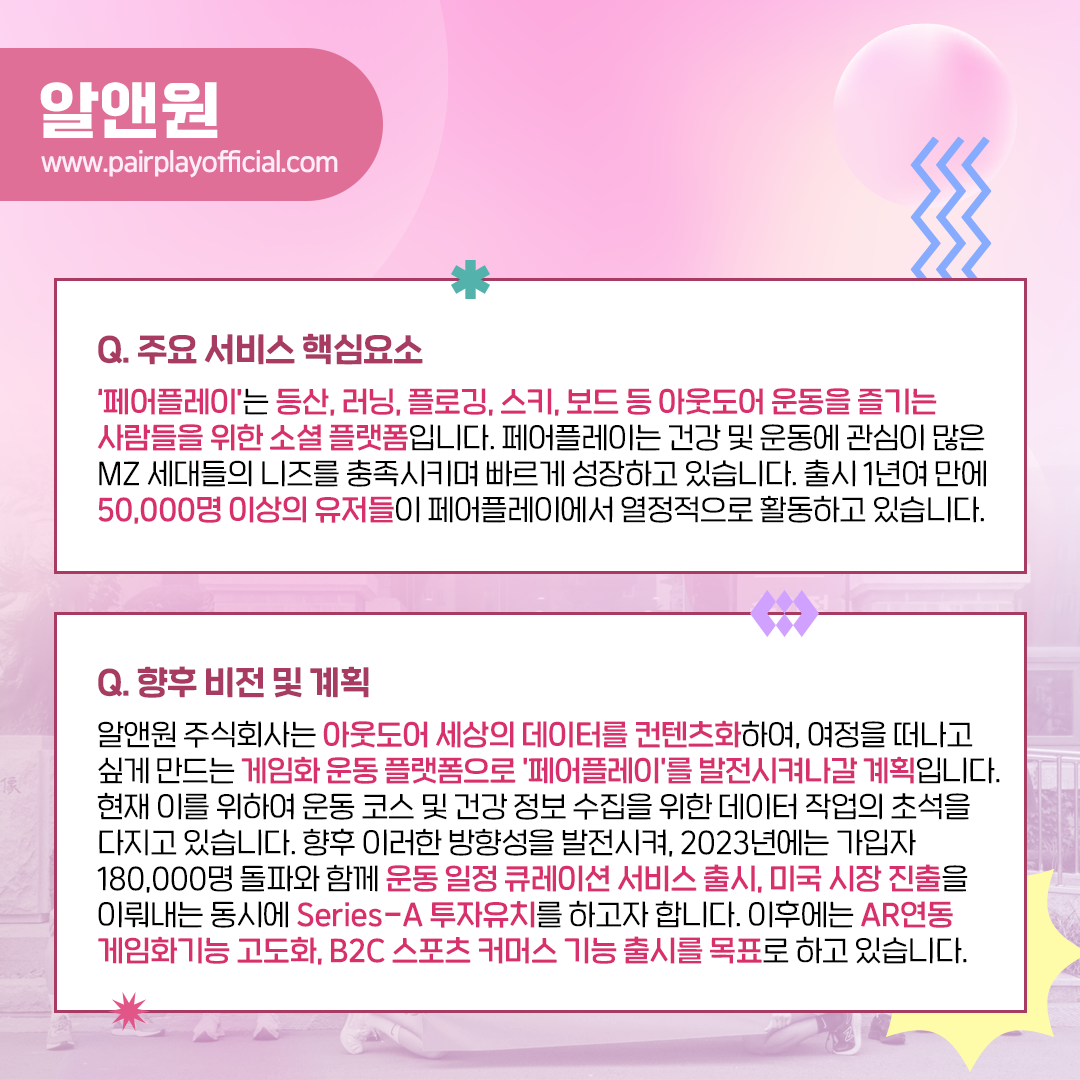 알앤원
www.pairplayofficial.com
Q. 주요 서비스 핵심요소
'페어플레이'는 등산, 러닝, 플로깅, 스키, 보드 등 아웃도어 운동을 즐기는
사람들을 위한 소셜 플랫폼입니다. 페어플레이는 건강 및 운동에 관심이 많은
MZ 세대들의 니즈를 충족시키며 빠르게 성장하고 있습니다. 출시 1년여 만에
50,000명 이상의 유저들이 페어플레이에서 열정적으로 활동하고 있습니다.
Q. 향후 비전 및 계획
알앤원 주식회사는 아웃도어 세상의 데이터를 컨텐츠화하여, 여정을 떠나고
싶게 만드는 게임화 운동 플랫폼으로 '페어플레이'를 발전시켜나갈 계획입니다.
현재 이를 위하여 운동 코스 및 건강 정보 수집을 위한 데이터 작업의 초석을
다지고 있습니다. 향후 이러한 방향성을 발전시켜, 2023년에는 가입자
180,000명 돌파와 함께 운동 일정 큐레이션 서비스 출시, 미국 시장 진출을
이뤄내는 동시에 Series-A 투자유치를 하고자 합니다. 이후에는 AR연동
게임화기능 고도화, B2C 스포츠 커머스 기능 출시를 목표로 하고 있습니다.